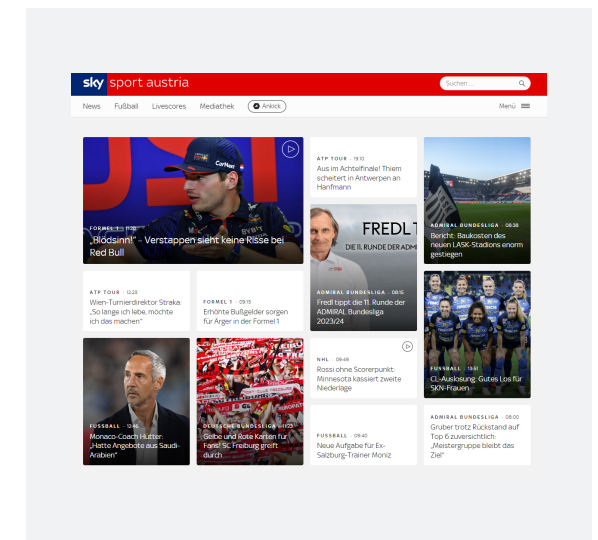 sky sport austria
Suchen ...
News Fußball Livescores Mediathek Ankick Menü
FORMEL 1 - 11:26
„Blödsinn!" - Verstappen sieht keine Risse bei
Red Bull
ATP TOUR - 19:10
Aus im Achtelfinale! Thiem
scheitert in Antwerpen an
Hanfmann
ADMIRAL BUNDESLIGA - 08:38
Bericht: Baukosten des
neuen LASK-Stadions enorm
gestiegen
FREDL T
DIE 11. RUNDE DER ADMI
ADMIRAL BUNDESLIGA - 08:15
Fredl tippt die 11. Runde der
ADMIRAL Bundesliga
2023/24
ATP TOUR - 12:29
Wien-Turnierdirektor Straka:
„So lange ich lebe, möchte
ich das machen"
FORMEL 1 - 09:15
Erhöhte Bußgelder sorgen
für Ärger in der Formel 1
FUSSBALL - 13:51
CL-Auslosung: Gutes Los für
SKN-Frauen
FUSSBALL - 12:46
Monaco-Coach Hütter:
„Hatte Angebote aus Saudi-
Arabien"
DEUTSCHE BUNDESLIGA - 11:23
Gelbe und Rote Karten für
Fans! SC Freiburg greift
durch
NHL - 09:49
Rossi ohne Scorerpunkt:
Minnesota kassiert zweite
Niederlage
FUSSBALL - 09:40
Neue Aufgabe für Ex-
Salzburg-Trainer Moniz
ADMIRAL BUNDESLIGA - 08:00
Gruber trotz Rückstand auf
Top 6 zuversichtlich:
„Meistergruppe bleibt das
Ziel"